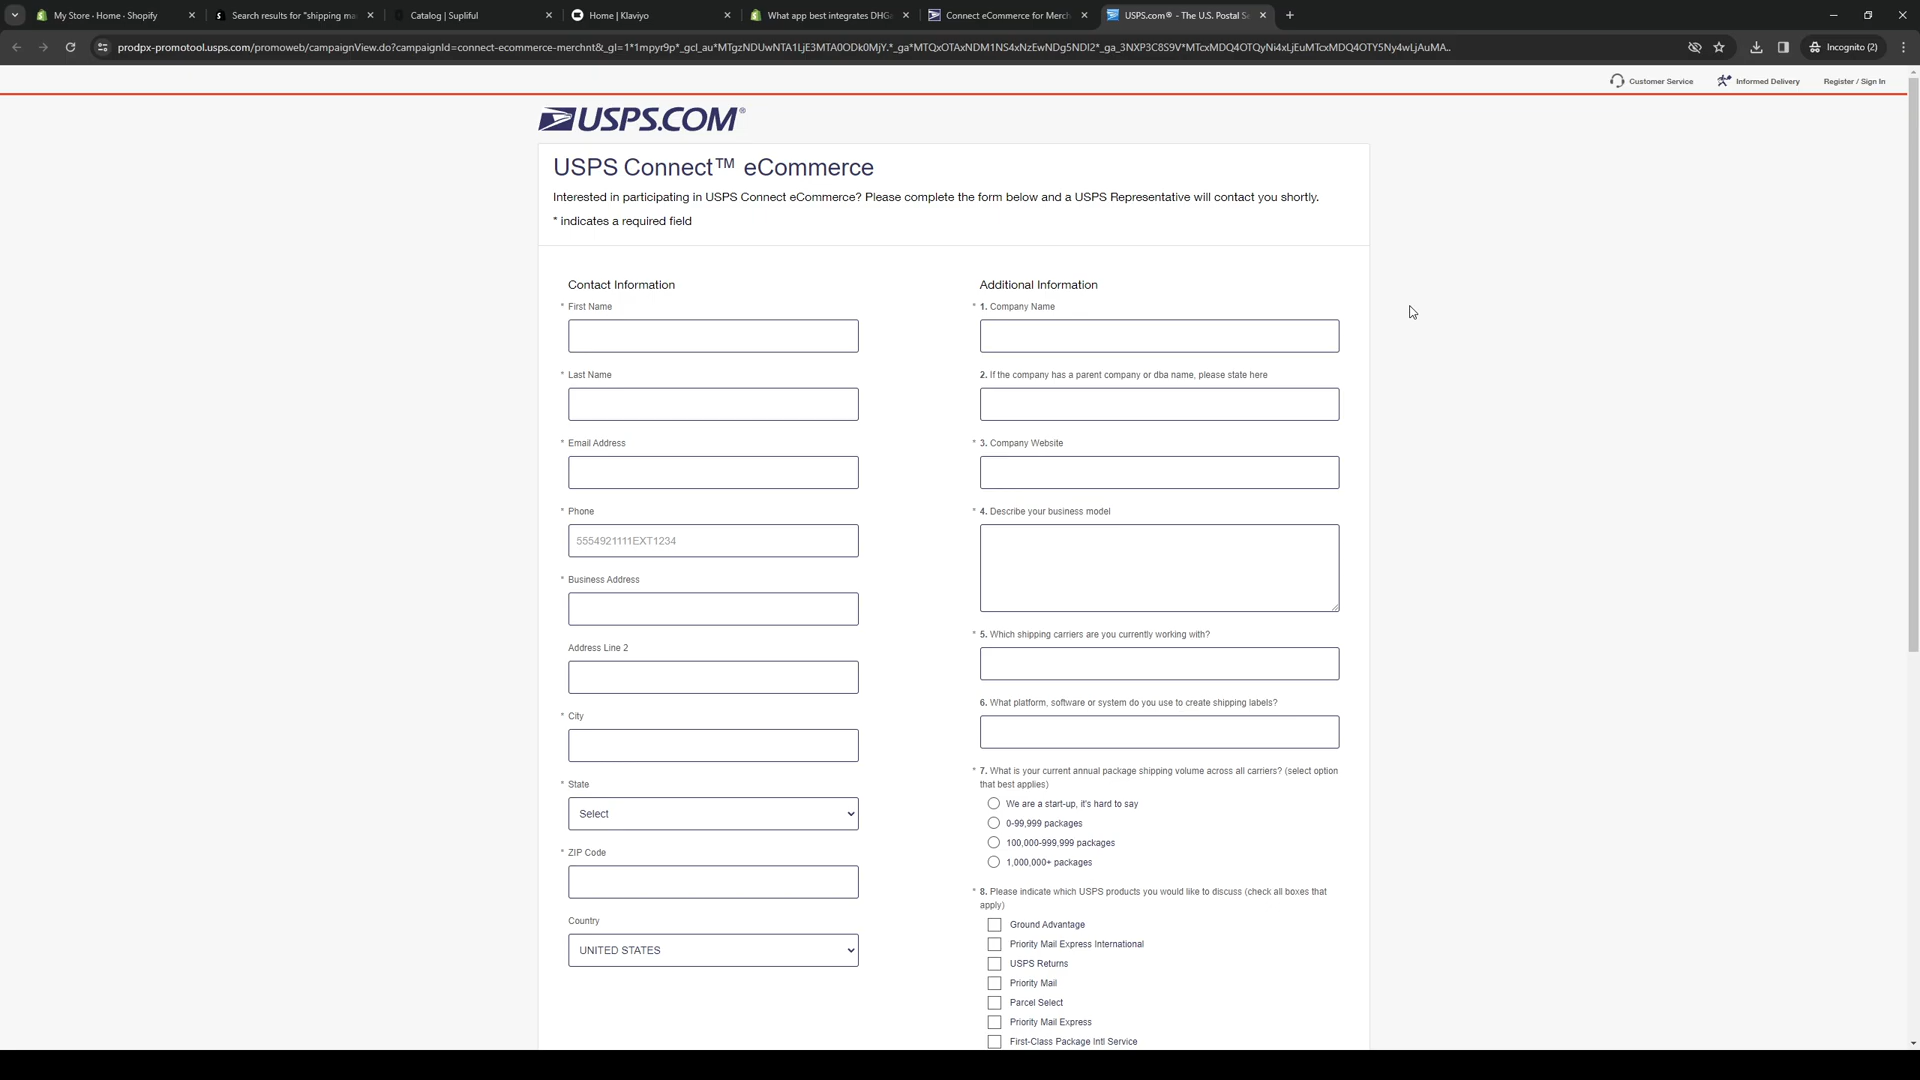 My Store · Home · Shopify
Search results for "shipping ma
Catalog | Supliful
Home | Klaviyo
What app best integrates DHG
Connect eCommerce for Merch
USPS.com® - The U.S. Postal S
prodpx-promotool.usps.com/promoweb/campaignView.do?campaignId=connect-ecommerce-merchnt&_gl=1*1mpyr9p*_gcl_au*MTgzNDUwNTA1LjE3MTA0ODk0MjY.*_ga*MTQxOTAxNDM1NS4xNzEwNDg5NDI2*_ga_3NXP3C8S9V*MTcxMDQ4OTQyNi4xLjEuMTcxMDQ4OTY5Ny4wLjAuMA..
Incognito (2)
Customer Service
Informed Delivery
Register / Sign In
USPS.COM®
USPS Connect™ eCommerce
Interested in participating in USPS Connect eCommerce? Please complete the form below and a USPS Representative will contact you shortly.
* indicates a required field
Contact Information
* First Name
* Last Name
* Email Address
* Phone
5554921111EXT1234
* Business Address
Address Line 2
* City
* State
Select
* ZIP Code
Country
UNITED STATES
Additional Information
* 1. Company Name
2. If the company has a parent company or dba name, please state here
* 3. Company Website
* 4. Describe your business model
* 5. Which shipping carriers are you currently working with?
6. What platform, software or system do you use to create shipping labels?
* 7. What is your current annual package shipping volume across all carriers? (select option
that best applies)
We are a start-up, it's hard to say
0-99,999 packages
100,000-999,999 packages
1,000,000+ packages
* 8. Please indicate which USPS products you would like to discuss (check all boxes that
apply)
Ground Advantage
Priority Mail Express International
USPS Returns
Priority Mail
Parcel Select
Priority Mail Express
First-Class Package Intl Service